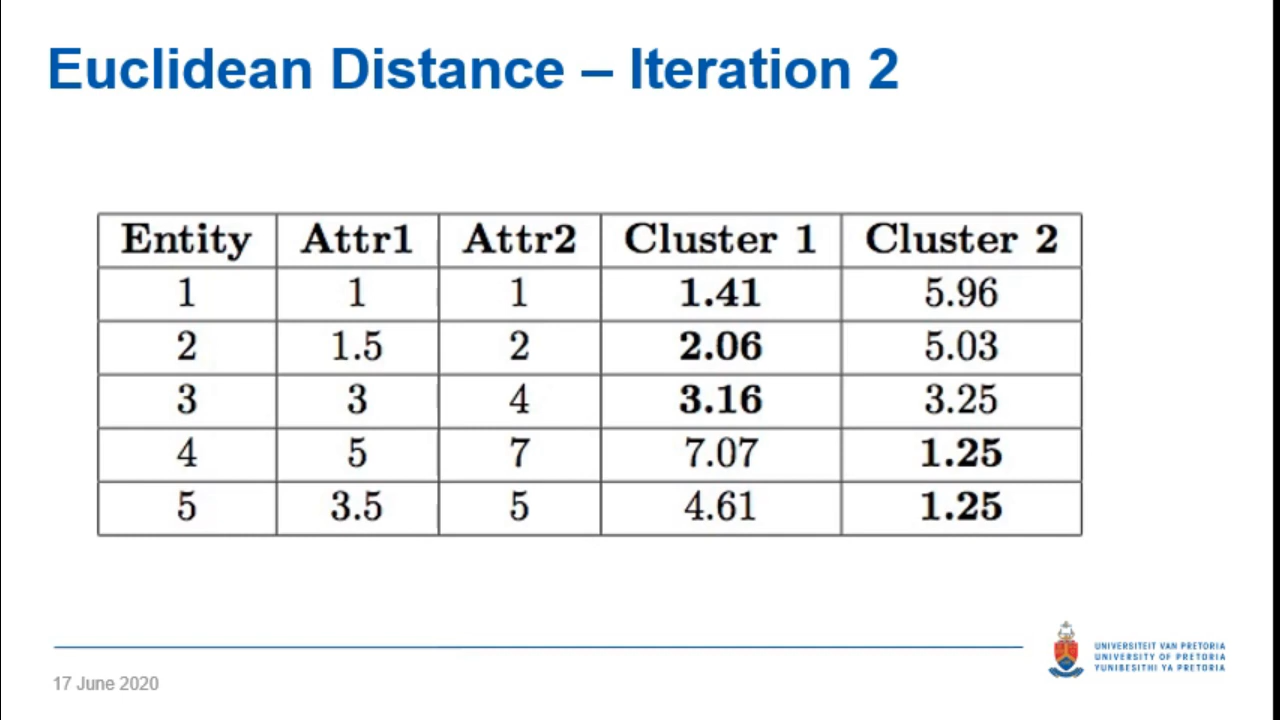 Euclidean Distance – Iteration 2
Entity Attr1 Attr2 Cluster 1 Cluster 2
1 1 1 1.41 5.96
2 1.5 2 2.06 5.03
3 3 4 3.16 3.25
4 5 7 7.07 1.25
5 3.5 5 4.61 1.25
UNIVERSITEIT VAN PRETORIA
UNIVERSITY OF PRETORIA
YUNIBESITHI YA PRETORIA
17 June 2020